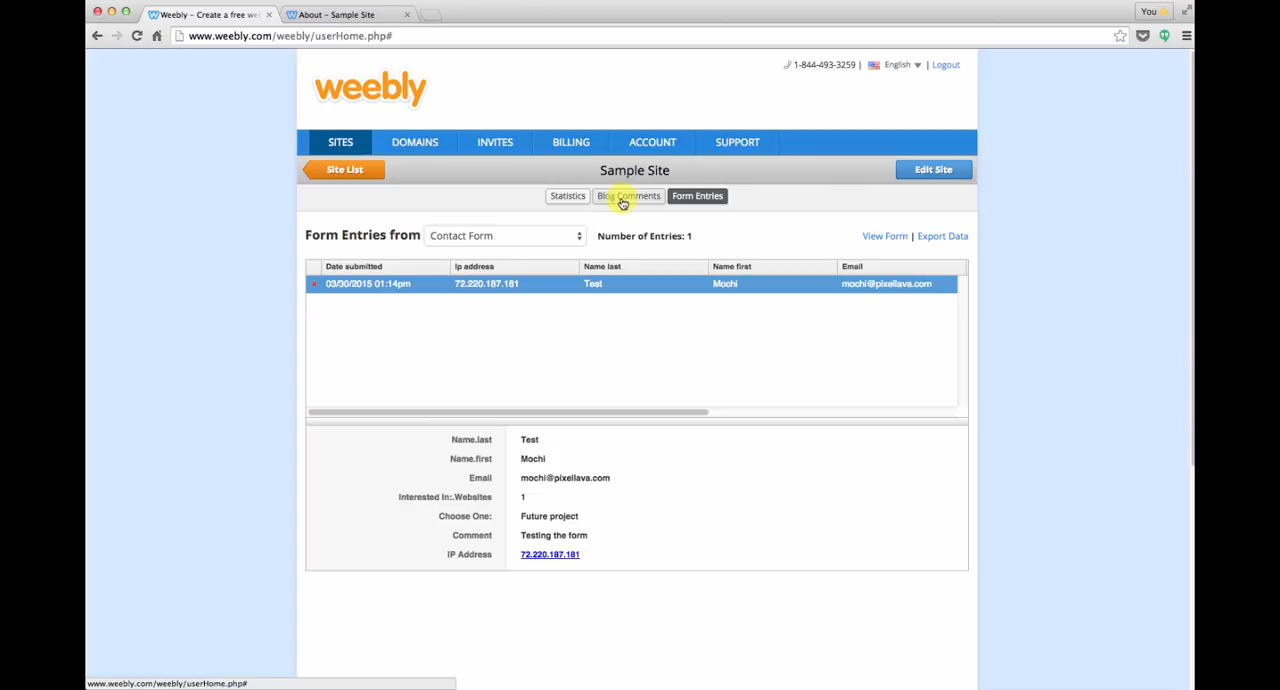 Weebly - Create a free we
About - Sample Site
You
www.weebly.com/weebly/userHome.php#
1-844-493-3259 | English | Logout
weebly
SITES DOMAINS INVITES BILLING ACCOUNT SUPPORT
Site List Sample Site Edit Site
Statistics Blog Comments Form Entries
Form Entries from Contact Form Number of Entries: 1 View Form | Export Data
Date submitted Ip address Name last Name first Email
03/30/2015 01:14pm 72.220.187.181 Test Mochi mochi@pixellava.com
Name.last Test
Name.first Mochi
Email mochi@pixellava.com
Interested In:.Websites 1
Choose One: Future project
Comment Testing the form
IP Address 72.220.187.181
www.weebly.com/weebly/userHome.php#